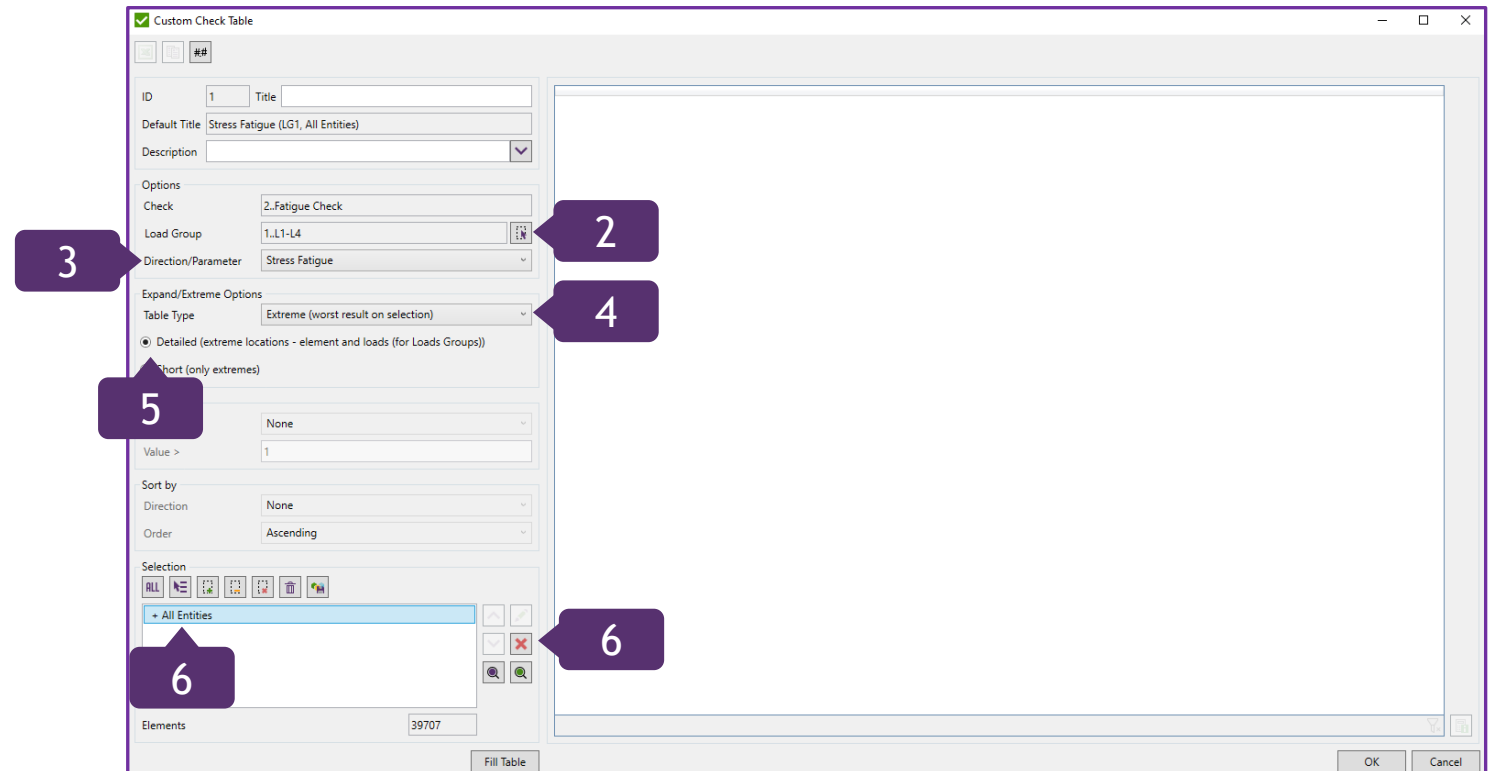 Custom Check Table
##
ID 1 Title
Default Title Stress Fatigue (LG1, All Entities)
Description
Options
Check 2..Fatigue Check
Load Group 1..L1-L4
2
3
Direction/Parameter Stress Fatigue
Expand/Extreme Options
Table Type Extreme (worst result on selection)
4
Detailed (extreme locations - element and loads (for Loads Groups))
Short (only extremes)
5
None
Value > 1
Sort by
Direction None
Order Ascending
Selection
ALL
+ All Entities
6
6
Elements 39707
Fill Table
OK Cancel